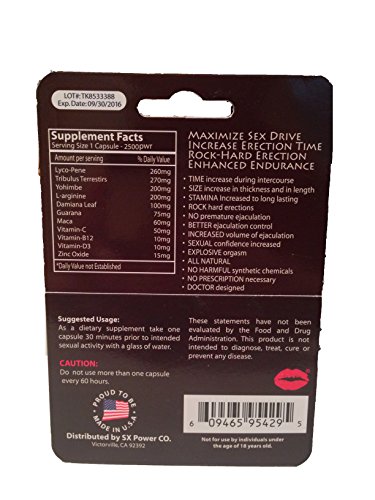 LOT#:TK853338B
Exp. Date: 09/30/2016
Supplement Facts
Serving Size 1 Capsule - 2500pwr
Amount per serving % Daily Value
Lyco-Pene 260mg
Tribulus Terrestirs 270mg
Yohimbe 200mg
L-arginine 200mg
Damiana Leaf 100mg
Guarana 75mg
Maca 60mg
Vitamin-C 50mg
Vitamin-B12 10mg
Vitamin-D3 10mg
Zinc Oxide 15mg
*Daily Value not Established
Maximize Sex Drive
Increase Erection Time
Rock-Hard Erection
Enhanced Endurance
• TIME increase during intercourse
• SIZE increase in thickness and in length
• STAMINA Increased to long lasting
• ROCK hard erections
• NO premature ejaculation
• BETTER ejaculation control
• INCREASED volume of ejaculation
• SEXUAL confidence increased
• EXPLOSIVE orgasm
• ALL NATURAL
• NO HARMFUL synthetic chemicals
• NO PRESCRIPTION necessary
• DOCTOR designed
Suggested Usage:
As a dietary supplement take one
capsule 30 minutes prior to intended
sexual activity with a glass of water.
CAUTION:
Do not use more than one capsule
every 60 hours.
PROUD TO BE
MADE IN U.S.A.
Distributed by SX Power CO.
Victorville, CA 92392
These statements have not been
evaluated by the Food and Drug
Administration. This product is not
intended to diagnose, treat, cure or
prevent any disease.
6 09465 95429 5
Not for use by individuals under
the age of 18 years old.